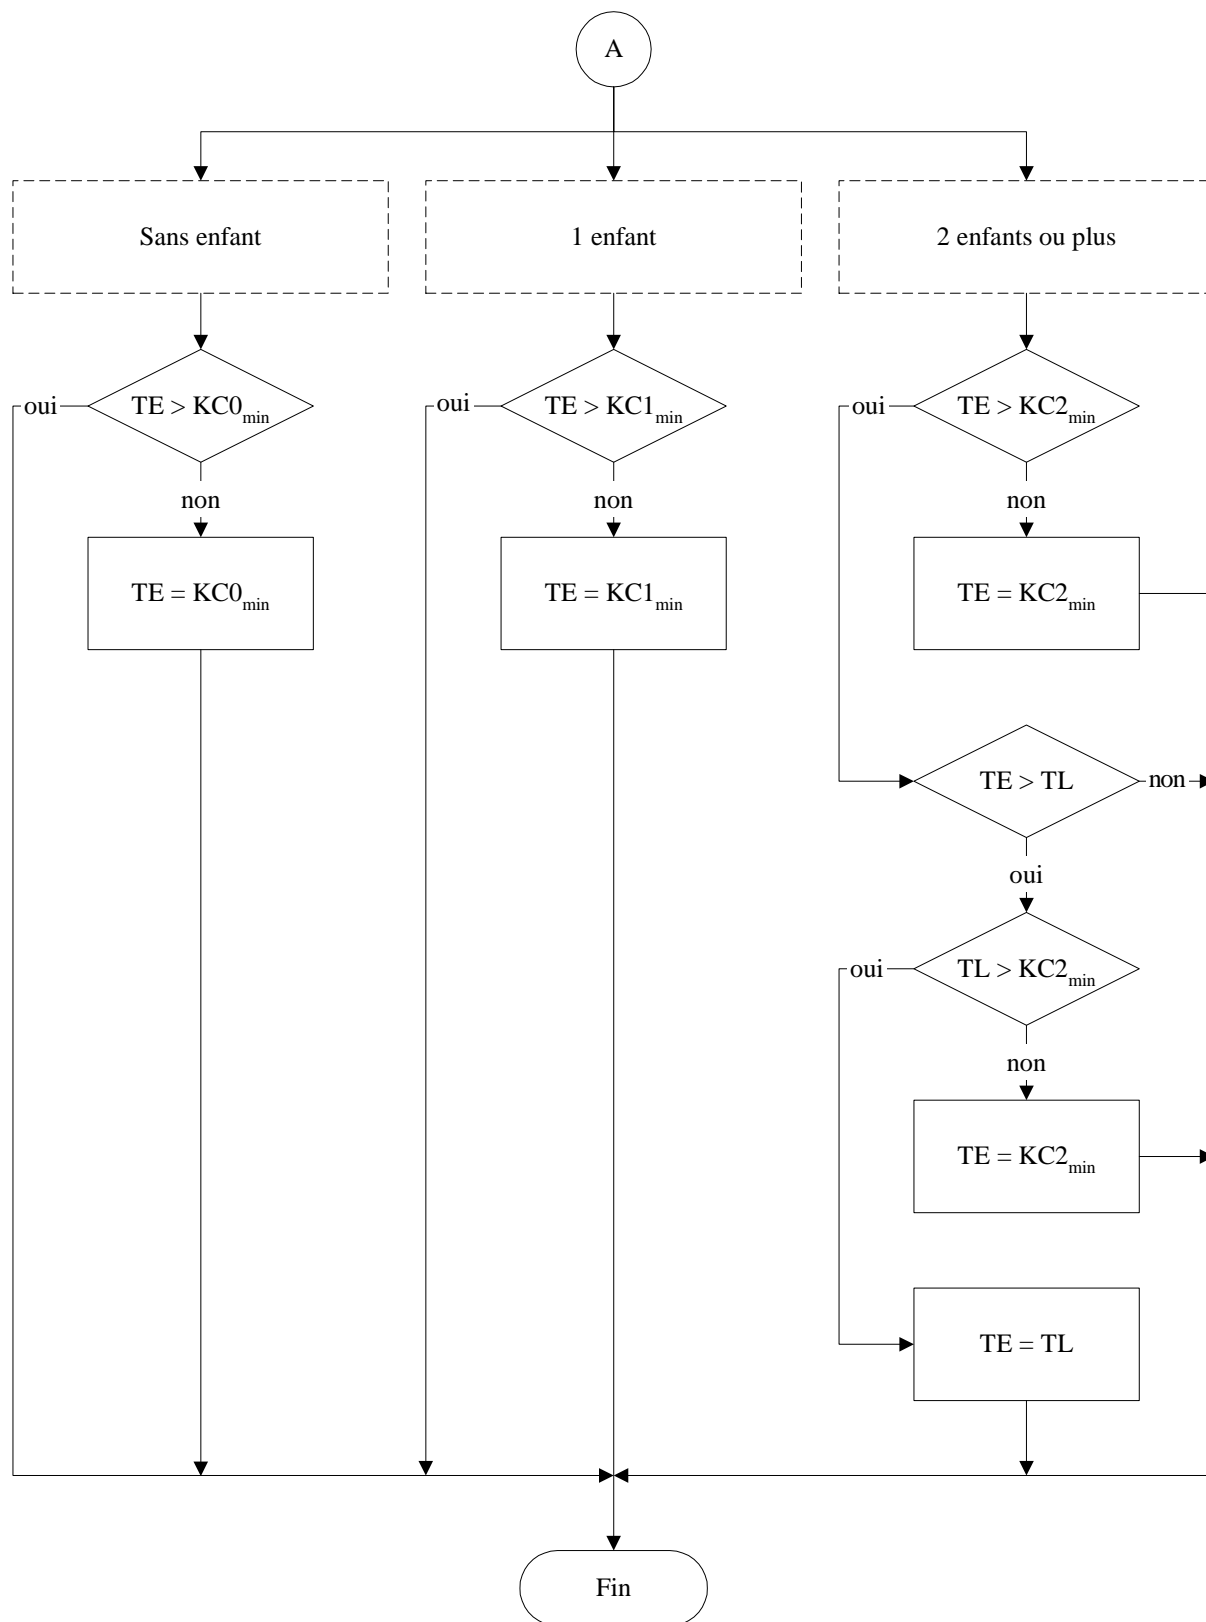 A
Sans enfant
1 enfant
2 enfants ou plus
oui
TE > KC0min
oui
TE > KC1min
oui
TE > KC2min
non
non
non
TE = KC0min
TE = KC1min
TE = KC2min
TE > TL
non
oui
oui
TL > KC2min
non
TE = KC2min
TE = TL
Fin